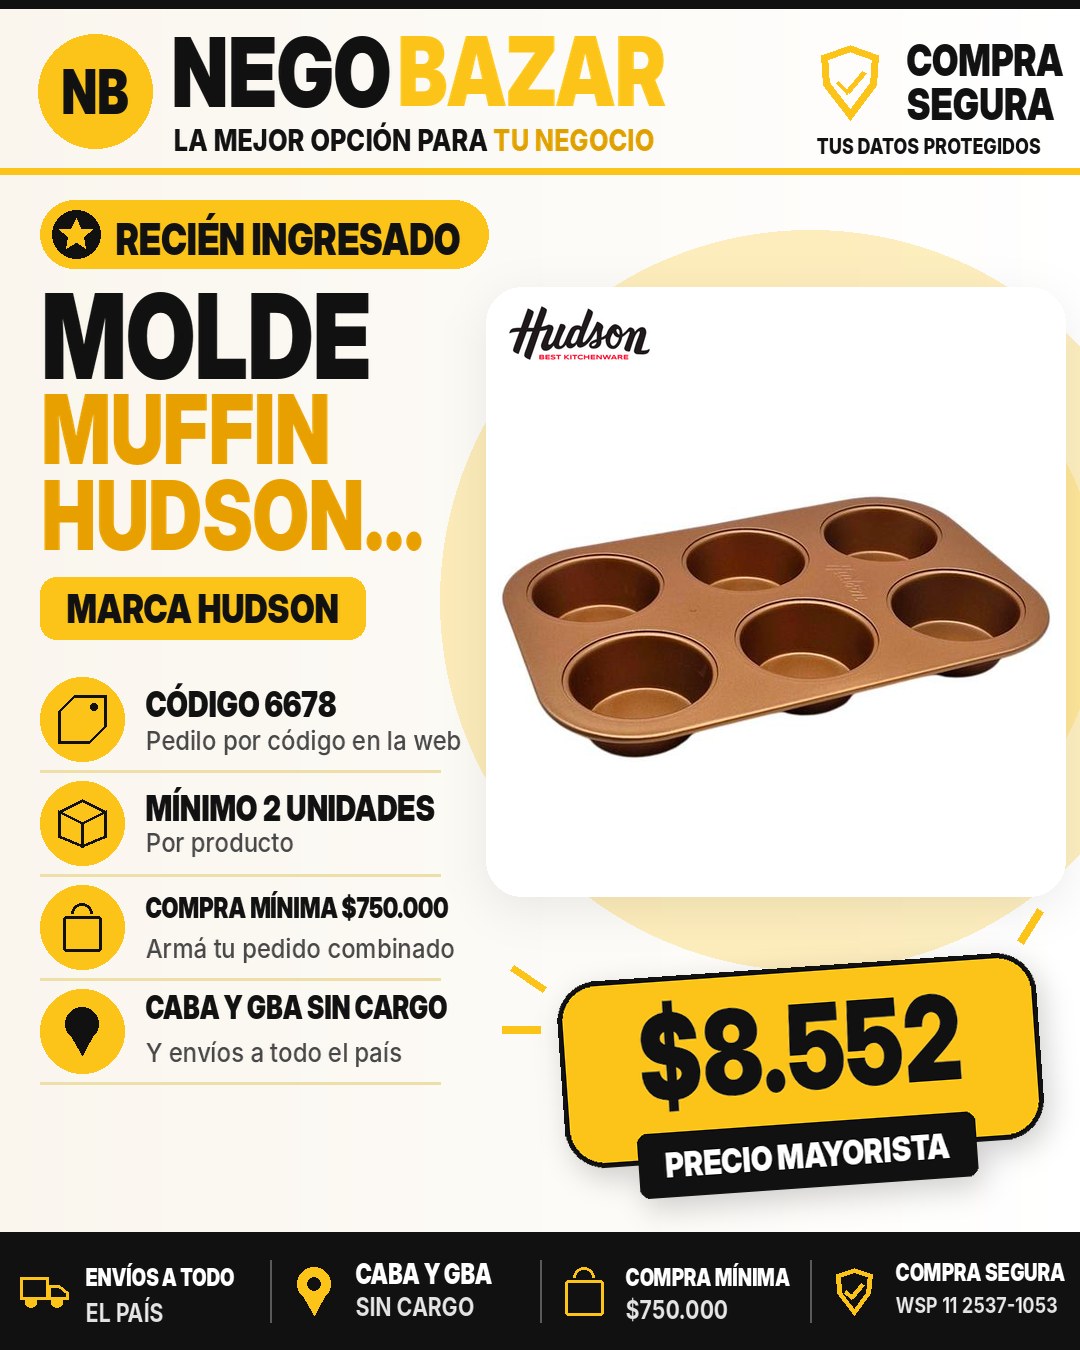 NB
NEGOBAZAR
LA MEJOR OPCIÓN PARA TU NEGOCIO
COMPRA
SEGURA
TUS DATOS PROTEGIDOS
RECIÉN INGRESADO
MOLDE
MUFFIN
HUDSON...
MARCA HUDSON
Hudson
BEST KITCHENWARE
Hudson
CÓDIGO 6678
Pedilo por código en la web
MÍNIMO 2 UNIDADES
Por producto
COMPRA MÍNIMA $750.000
Armá tu pedido combinado
CABA Y GBA SIN CARGO
Y envíos a todo el país
$8.552
PRECIO MAYORISTA
ENVÍOS A TODO
EL PAÍS
CABA Y GBA
SIN CARGO
COMPRA MÍNIMA
$750.000
COMPRA SEGURA
WSP 11 2537-1053